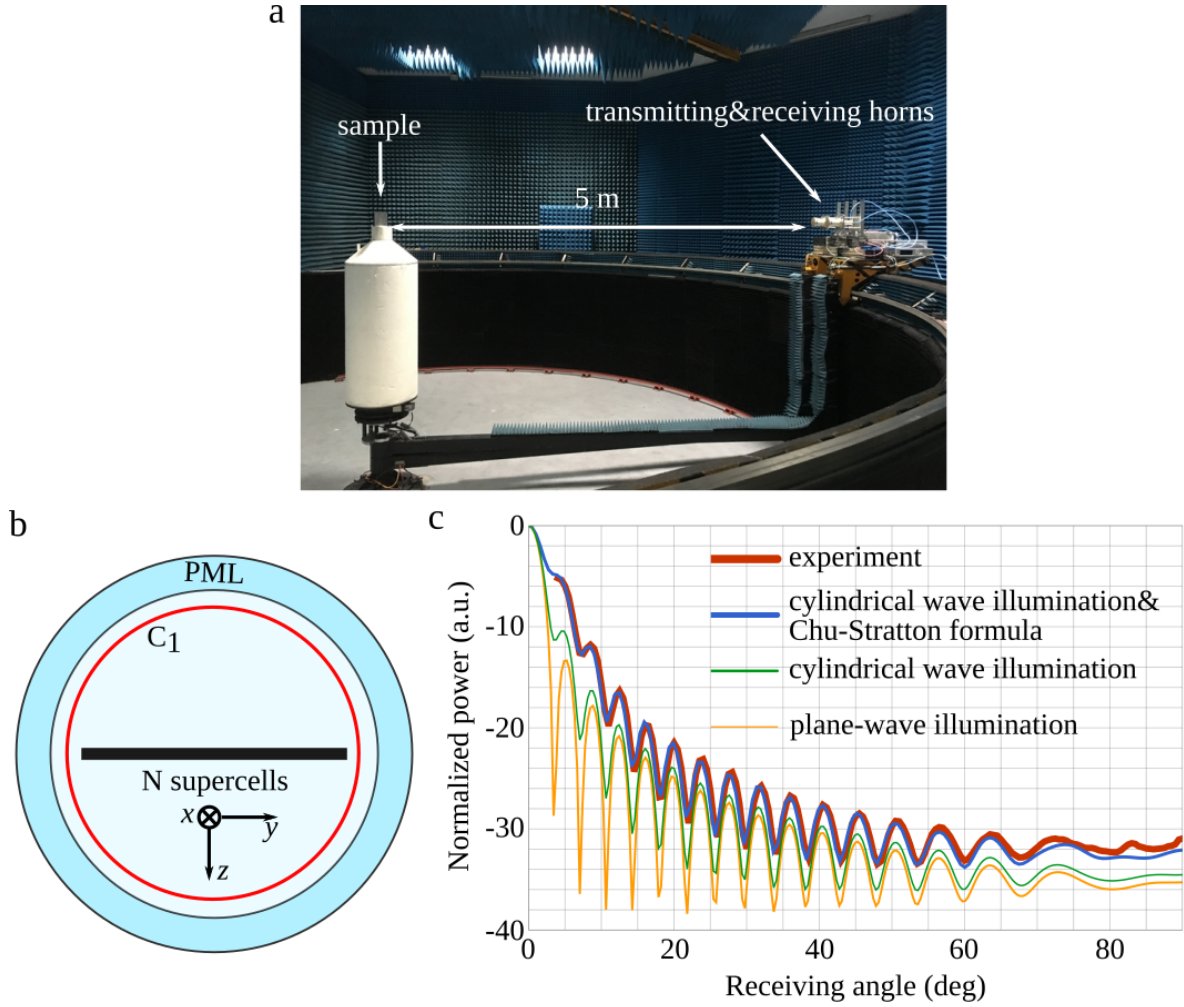 a
sample
transmitting&receiving horns
5 m
b
PML
C1
N supercells
x
y
z
c
Normalized power (a.u.)
0
-10
-20
-30
-40
experiment
cylindrical wave illumination&
Chu-Stratton formula
cylindrical wave illumination
plane-wave illumination
0 20 40 60 80
Receiving angle (deg)